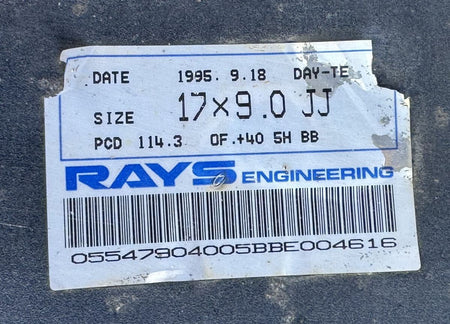 DATE 1995. 9.18 DAY-TE
SIZE 17×9.0 JJ
PCD 114.3 OF.+40 5H BB
RAYS ENGINEERING
05547904005BBE004616